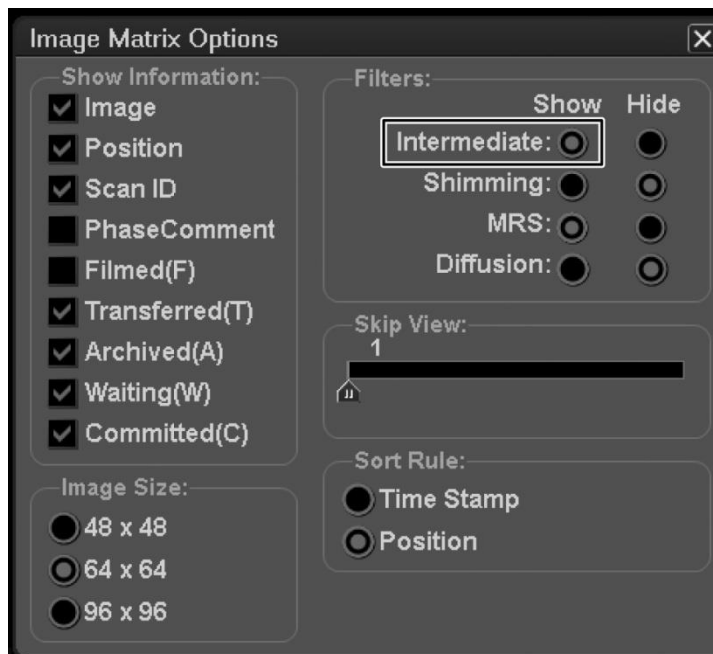 Image Matrix Options
Show Information:
Image
Position
Scan ID
PhaseComment
Filmed(F)
Transferred(T)
Archived(A)
Waiting(W)
Committed(C)
Image Size:
48 x 48
64 x 64
96 x 96
Filters:
Show Hide
Intermediate:
Shimming:
MRS:
Diffusion:
Skip View:
1
Sort Rule:
Time Stamp
Position